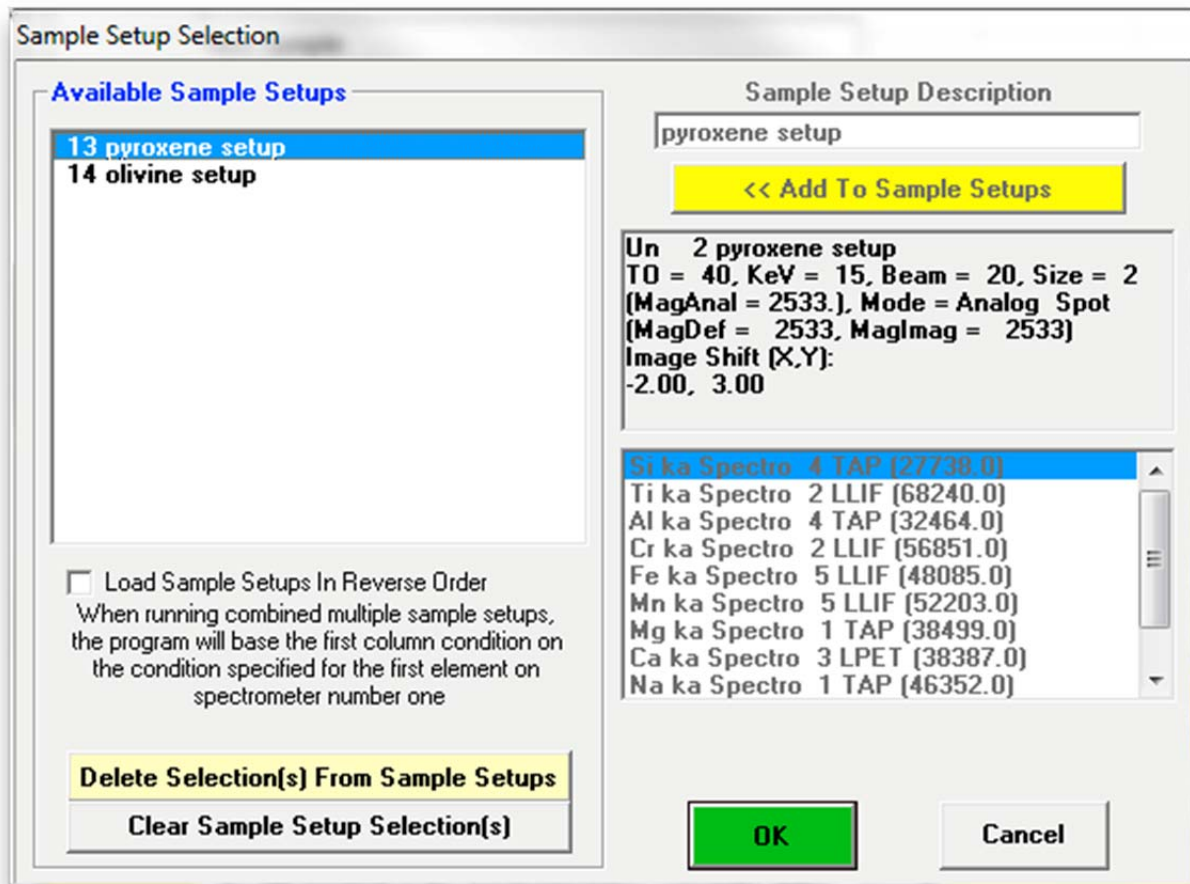 Sample Setup Selection
Available Sample Setups
13 pyroxene setup
14 olivine setup
Load Sample Setups In Reverse Order
When running combined multiple sample setups,
the program will base the first column condition on
the condition specified for the first element on
spectrometer number one
Delete Selection(s) From Sample Setups
Clear Sample Setup Selection(s)
Sample Setup Description
pyroxene setup
<< Add To Sample Setups
Un 2 pyroxene setup
TO = 40, KeV = 15, Beam = 20, Size = 2
(MagAnal = 2533.), Mode = Analog Spot
(MagDef = 2533, MagImag = 2533)
Image Shift (X,Y):
-2.00, 3.00
Si ka Spectro 4 TAP (27738.0)
Ti ka Spectro 2 LLIF (68240.0)
Al ka Spectro 4 TAP (32464.0)
Cr ka Spectro 2 LLIF (56851.0)
Fe ka Spectro 5 LLIF (48085.0)
Mn ka Spectro 5 LLIF (52203.0)
Mg ka Spectro 1 TAP (38499.0)
Ca ka Spectro 3 LPET (38387.0)
Na ka Spectro 1 TAP (46352.0)
OK
Cancel